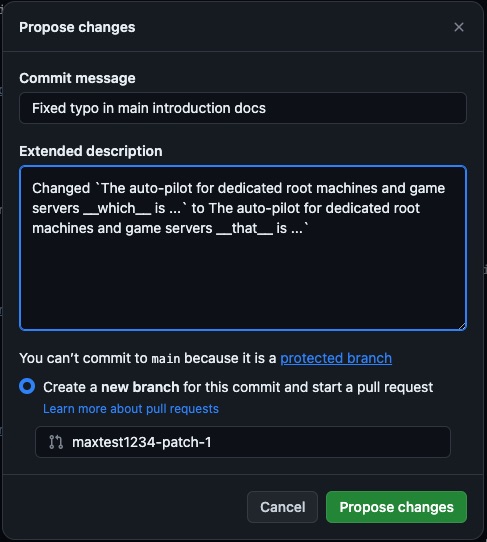 Propose changes
Commit message
Fixed typo in main introduction docs
Extended description
Changed `The auto-pilot for dedicated root machines and game
servers __which__ is ...` to The auto-pilot for dedicated root
machines and game servers __that__ is ...`
You can't commit to main because it is a protected branch
Create a new branch for this commit and start a pull request
Learn more about pull requests
maxtest1234-patch-1
Cancel
Propose changes